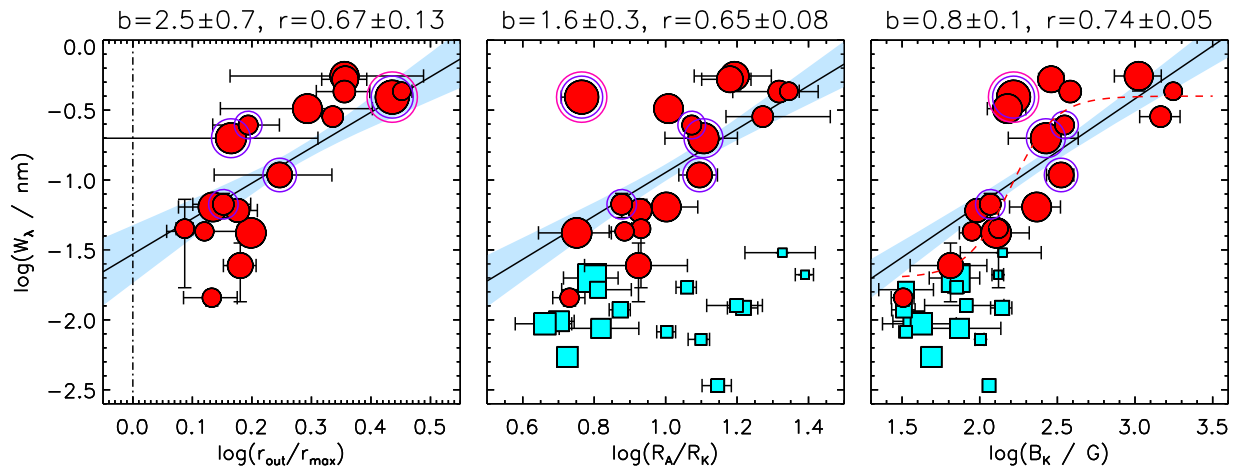 b=2.5±0.7, r=0.67±0.13
b=1.6±0.3, r=0.65±0.08
b=0.8±0.1, r=0.74±0.05
0.0
−0.5
−1.0
−1.5
−2.0
−2.5
log(W_λ / nm)
0.0 0.1 0.2 0.3 0.4 0.5
0.6 0.8 1.0 1.2 1.4
1.5 2.0 2.5 3.0 3.5
log(r_out/r_max)
log(R_A/R_K)
log(B_K / G)